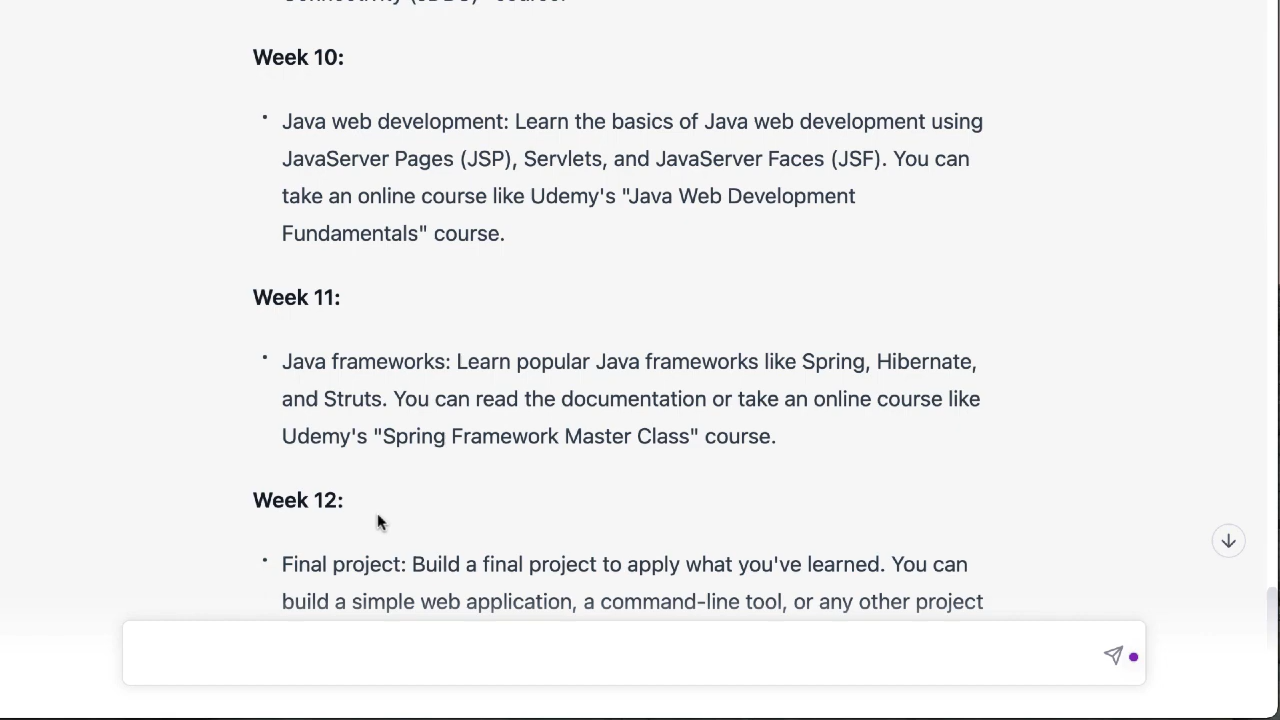 Week 10:
Java web development: Learn the basics of Java web development using
JavaServer Pages (JSP), Servlets, and JavaServer Faces (JSF). You can
take an online course like Udemy's "Java Web Development
Fundamentals" course.
Week 11:
Java frameworks: Learn popular Java frameworks like Spring, Hibernate,
and Struts. You can read the documentation or take an online course like
Udemy's "Spring Framework Master Class" course.
Week 12:
Final project: Build a final project to apply what you've learned. You can
build a simple web application, a command-line tool, or any other project